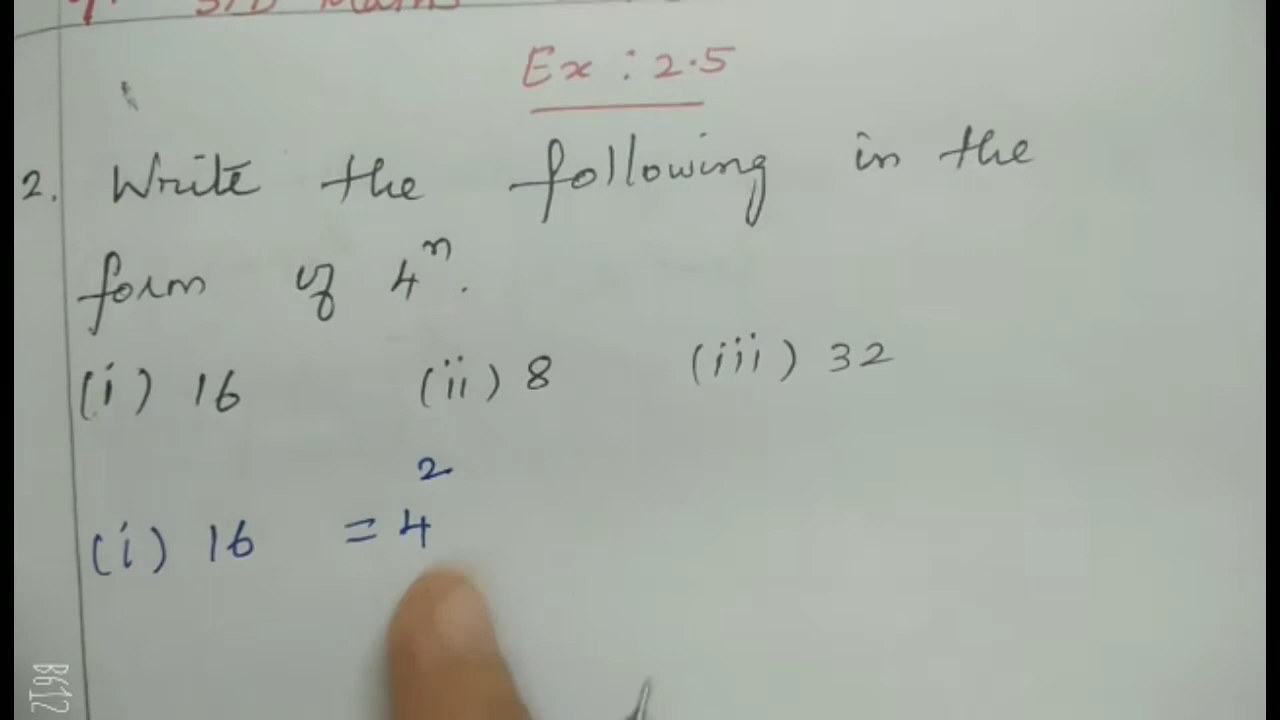 Ex : 2.5
2. Write the following in the
form of 4ⁿ.
(i) 16 (ii) 8 (iii) 32
(i) 16 = 4²
B612